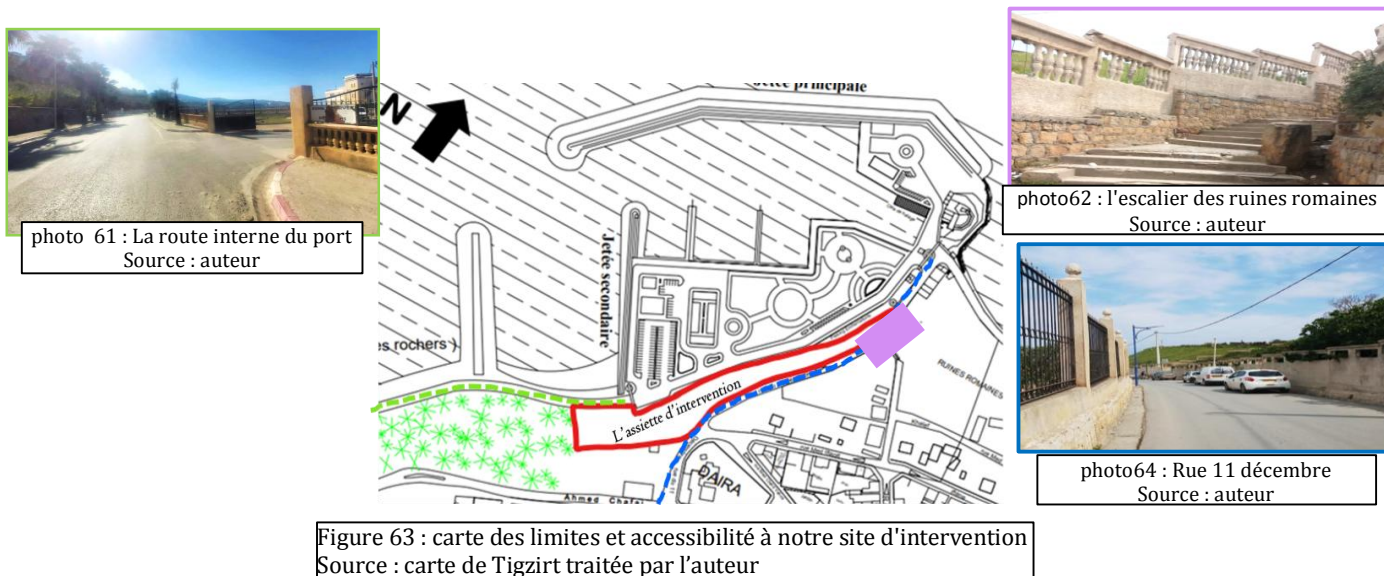 photo 61 : La route interne du port
Source : auteur
N
Jetée principale
Jetée secondaire
es rochers )
L'assiette d'intervention
RUINES ROMAINES
DAIRA
Ahmed Chafaï
photo62 : l'escalier des ruines romaines
Source : auteur
photo64 : Rue 11 décembre
Source : auteur
Figure 63 : carte des limites et accessibilité à notre site d'intervention
Source : carte de Tigzirt traitée par l’auteur